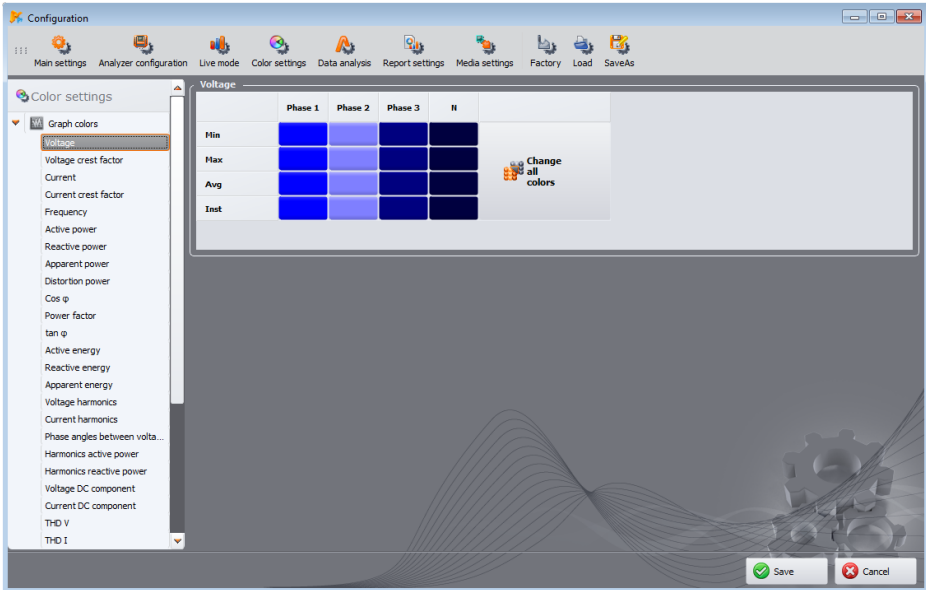 Configuration
Main settings Analyzer configuration Live mode Color settings Data analysis Report settings Media settings Factory Load SaveAs
Color settings
Graph colors
Voltage
Voltage crest factor
Current
Current crest factor
Frequency
Active power
Reactive power
Apparent power
Distortion power
Cos φ
Power factor
tan φ
Active energy
Reactive energy
Apparent energy
Voltage harmonics
Current harmonics
Phase angles between volta...
Harmonics active power
Harmonics reactive power
Voltage DC component
Current DC component
THD V
THD I
Voltage
Phase 1 Phase 2 Phase 3 N
Min
Max
Avg
Inst
Change
all
colors
Save Cancel